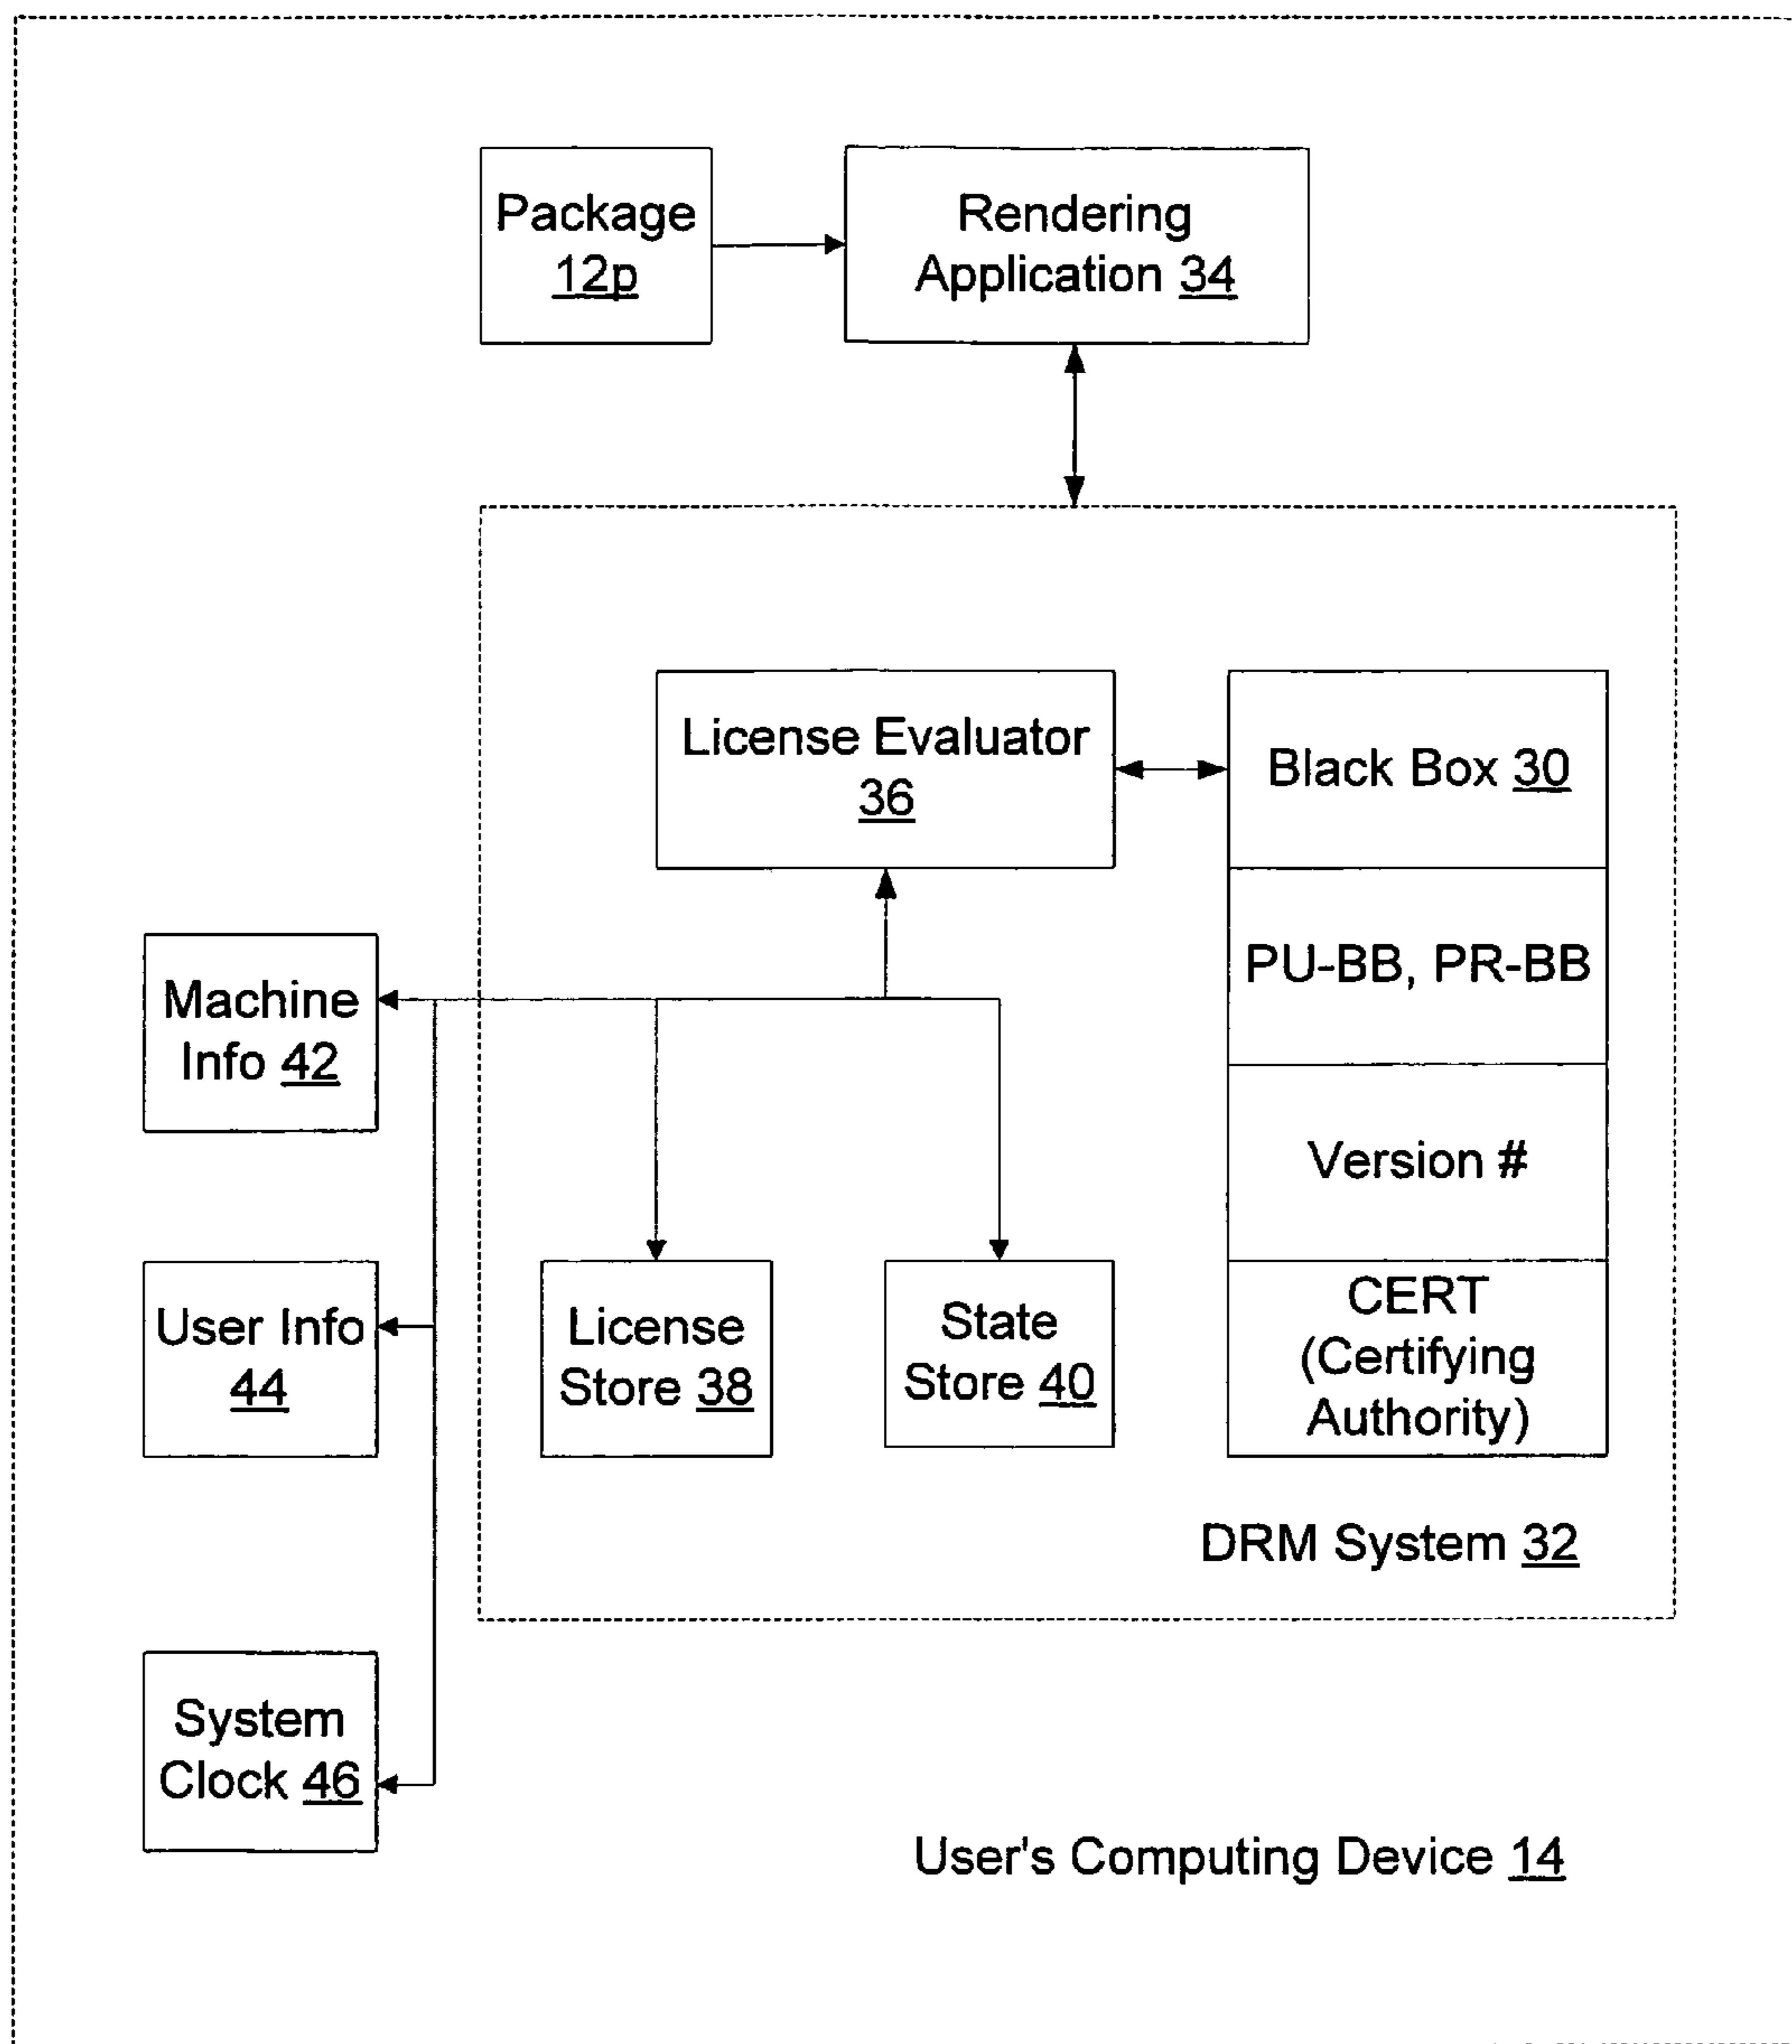 Package
12p
Rendering
Application 34
License Evaluator
36
Black Box 30
PU-BB, PR-BB
Machine
Info 42
Version #
User Info
44
License
Store 38
State
Store 40
CERT
(Certifying
Authority)
DRM System 32
System
Clock 46
User's Computing Device 14